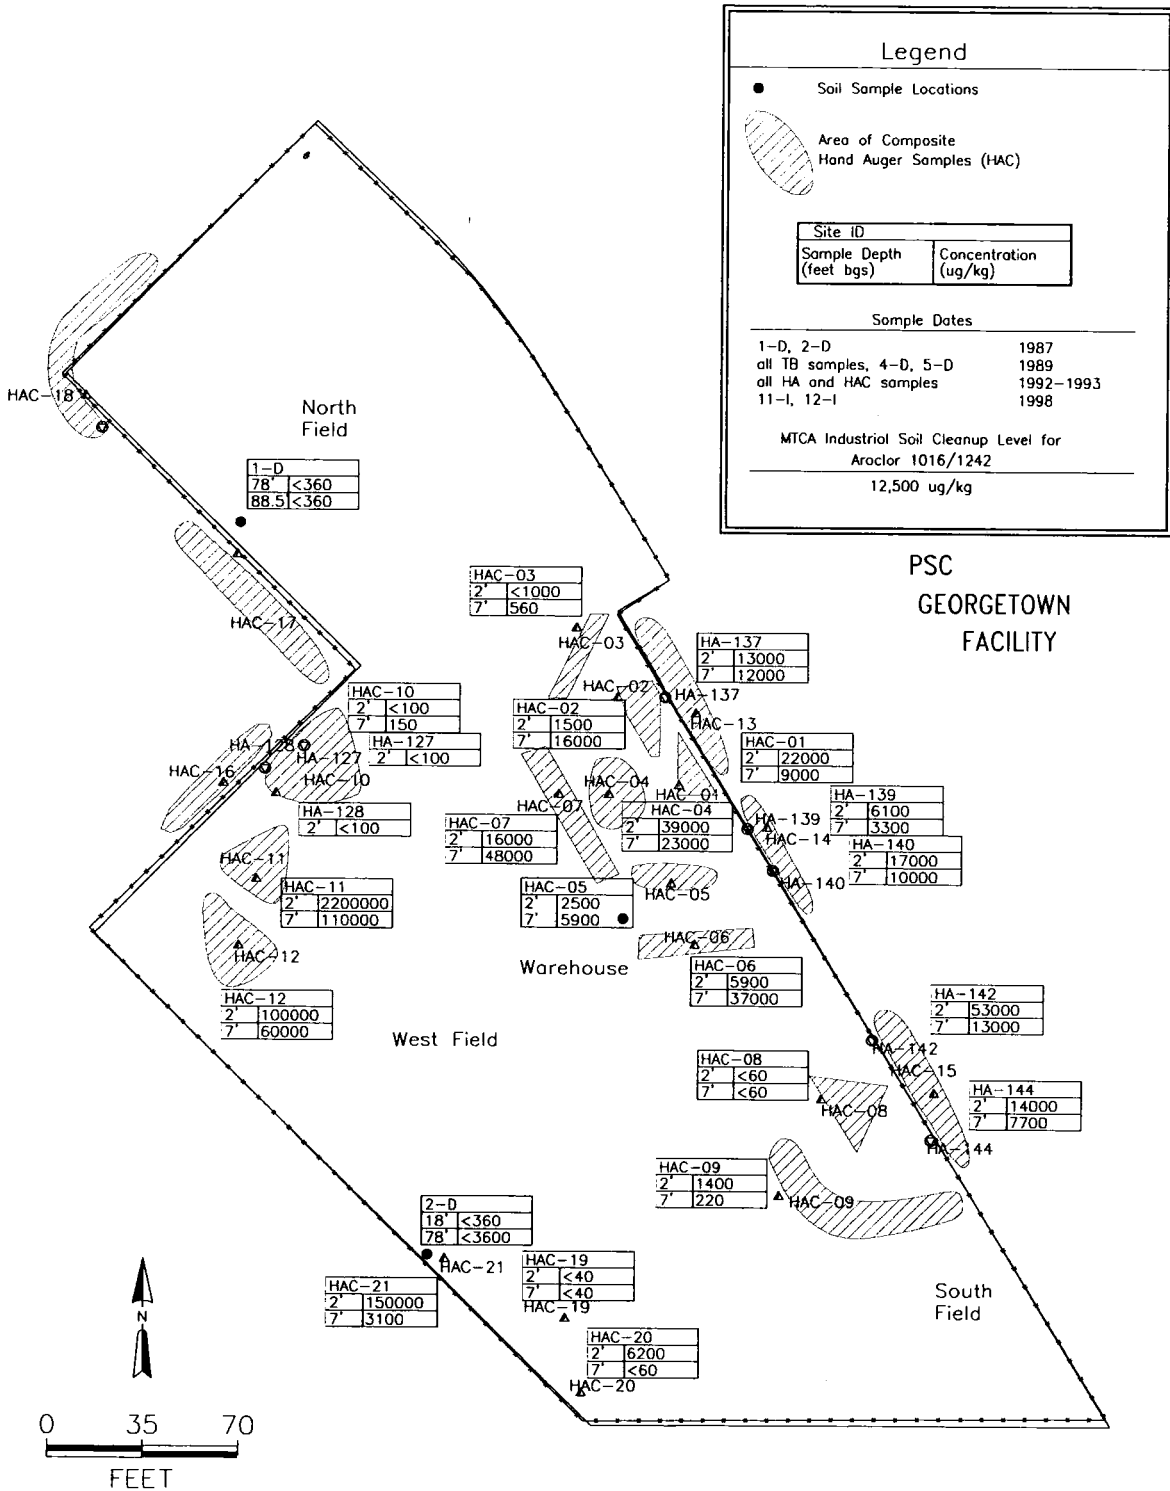 Legend
Soil Sample Locations
Area of Composite
Hand Auger Samples (HAC)
Site ID
Sample Depth (feet bgs) Concentration (ug/kg)
Sample Dates
1-D, 2-D 1987
all TB samples, 4-D, 5-D 1989
all HA and HAC samples 1992-1993
11-I, 12-I 1998
MTCA Industrial Soil Cleanup Level for
Aroclor 1016/1242
12,500 ug/kg
PSC
GEORGETOWN
FACILITY
HAC-18
North
Field
1-D
78' <360
88.5 <360
HAC-17
HAC-03
2' <1000
7' 560
HAC-03
HA-137
2' 13000
7' 12000
HAC-02
HA-137
HAC-13
HAC-10
2' <100
7' 150
HAC-02
2' 1500
7' 16000
HA-127
2' <100
HAC-01
2' 22000
7' 9000
HA-128
HA-127
HAC-16
HAC-10
HAC-04
HAC-07
HAC-01
HA-128
2' <100
HAC-07
2' 16000
7' 48000
HAC-04
2' 39000
7' 23000
HA-139
2' 6100
7' 3300
HA-139
HAC-14
HA-140
2' 17000
7' 10000
HA-140
HAC-11
HAC-11
2' 2200000
7' 110000
HAC-05
2' 2500
7' 5900
HAC-05
HAC-12
HAC-06
Warehouse
HAC-06
2' 5900
7' 37000
HAC-12
2' 100000
7' 60000
West Field
HA-142
2' 53000
7' 13000
HA-142
HAC-15
HAC-08
2' <60
7' <60
HAC-08
HA-144
2' 14000
7' 7700
HA-144
HAC-09
2' 1400
7' 220
HAC-09
2-D
18' <360
78' <3600
HAC-21
HAC-21
2' 150000
7' 3100
HAC-19
2' <40
7' <40
HAC-19
South
Field
HAC-20
2' 6200
7' <60
HAC-20
N
0 35 70
FEET